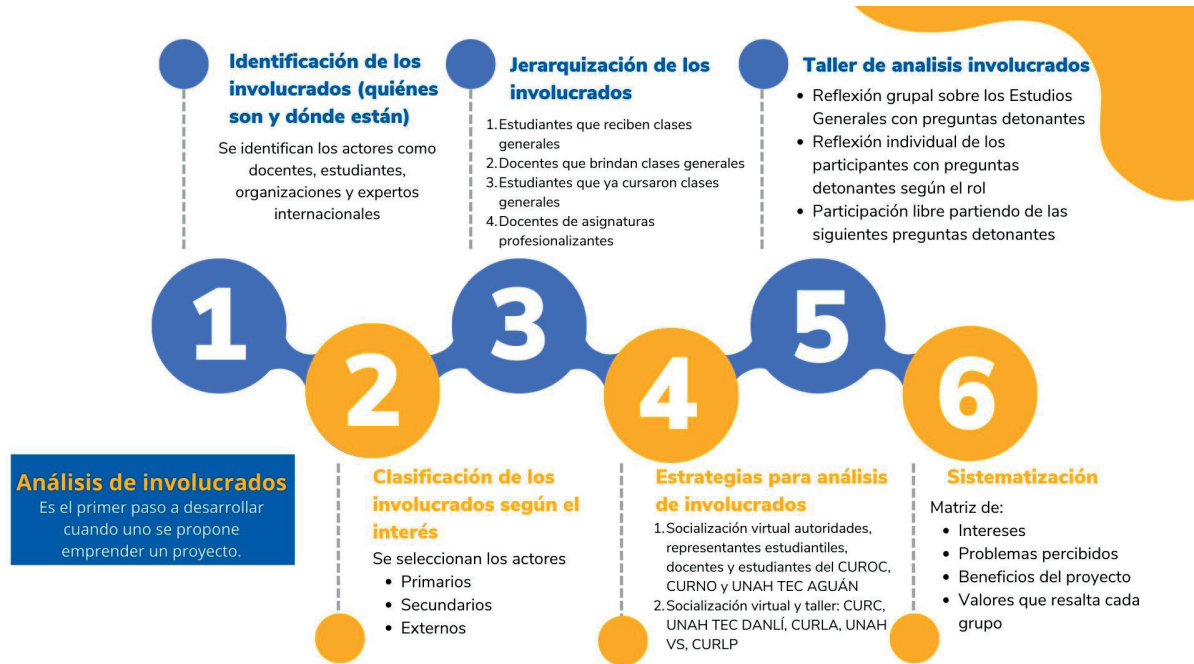 Identificación de los
involucrados (quiénes
son y dónde están)
Se identifican los actores como
docentes, estudiantes,
organizaciones y expertos
internacionales
Jerarquización de los
involucrados
1. Estudiantes que reciben clases
generales
2. Docentes que brindan clases generales
3. Estudiantes que ya cursaron clases
generales
4. Docentes de asignaturas
profesionalizantes
Taller de analisis involucrados
• Reflexión grupal sobre los Estudios
Generales con preguntas detonantes
• Reflexión individual de los
participantes con preguntas
detonantes según el rol
• Participación libre partiendo de las
siguientes preguntas detonantes
1
2
3
4
5
6
Análisis de involucrados
Es el primer paso a desarrollar
cuando uno se propone
emprender un proyecto.
Clasificación de los
involucrados según el
interés
Se seleccionan los actores
• Primarios
• Secundarios
• Externos
Estrategias para análisis
de involucrados
1. Socialización virtual autoridades,
representantes estudiantiles,
docentes y estudiantes del CUROC,
CURNO y UNAH TEC AGUÁN
2. Socialización virtual y taller: CURC,
UNAH TEC DANLÍ, CURLA, UNAH
VS, CURLP
Sistematización
Matriz de:
• Intereses
• Problemas percibidos
• Beneficios del proyecto
• Valores que resalta cada
grupo